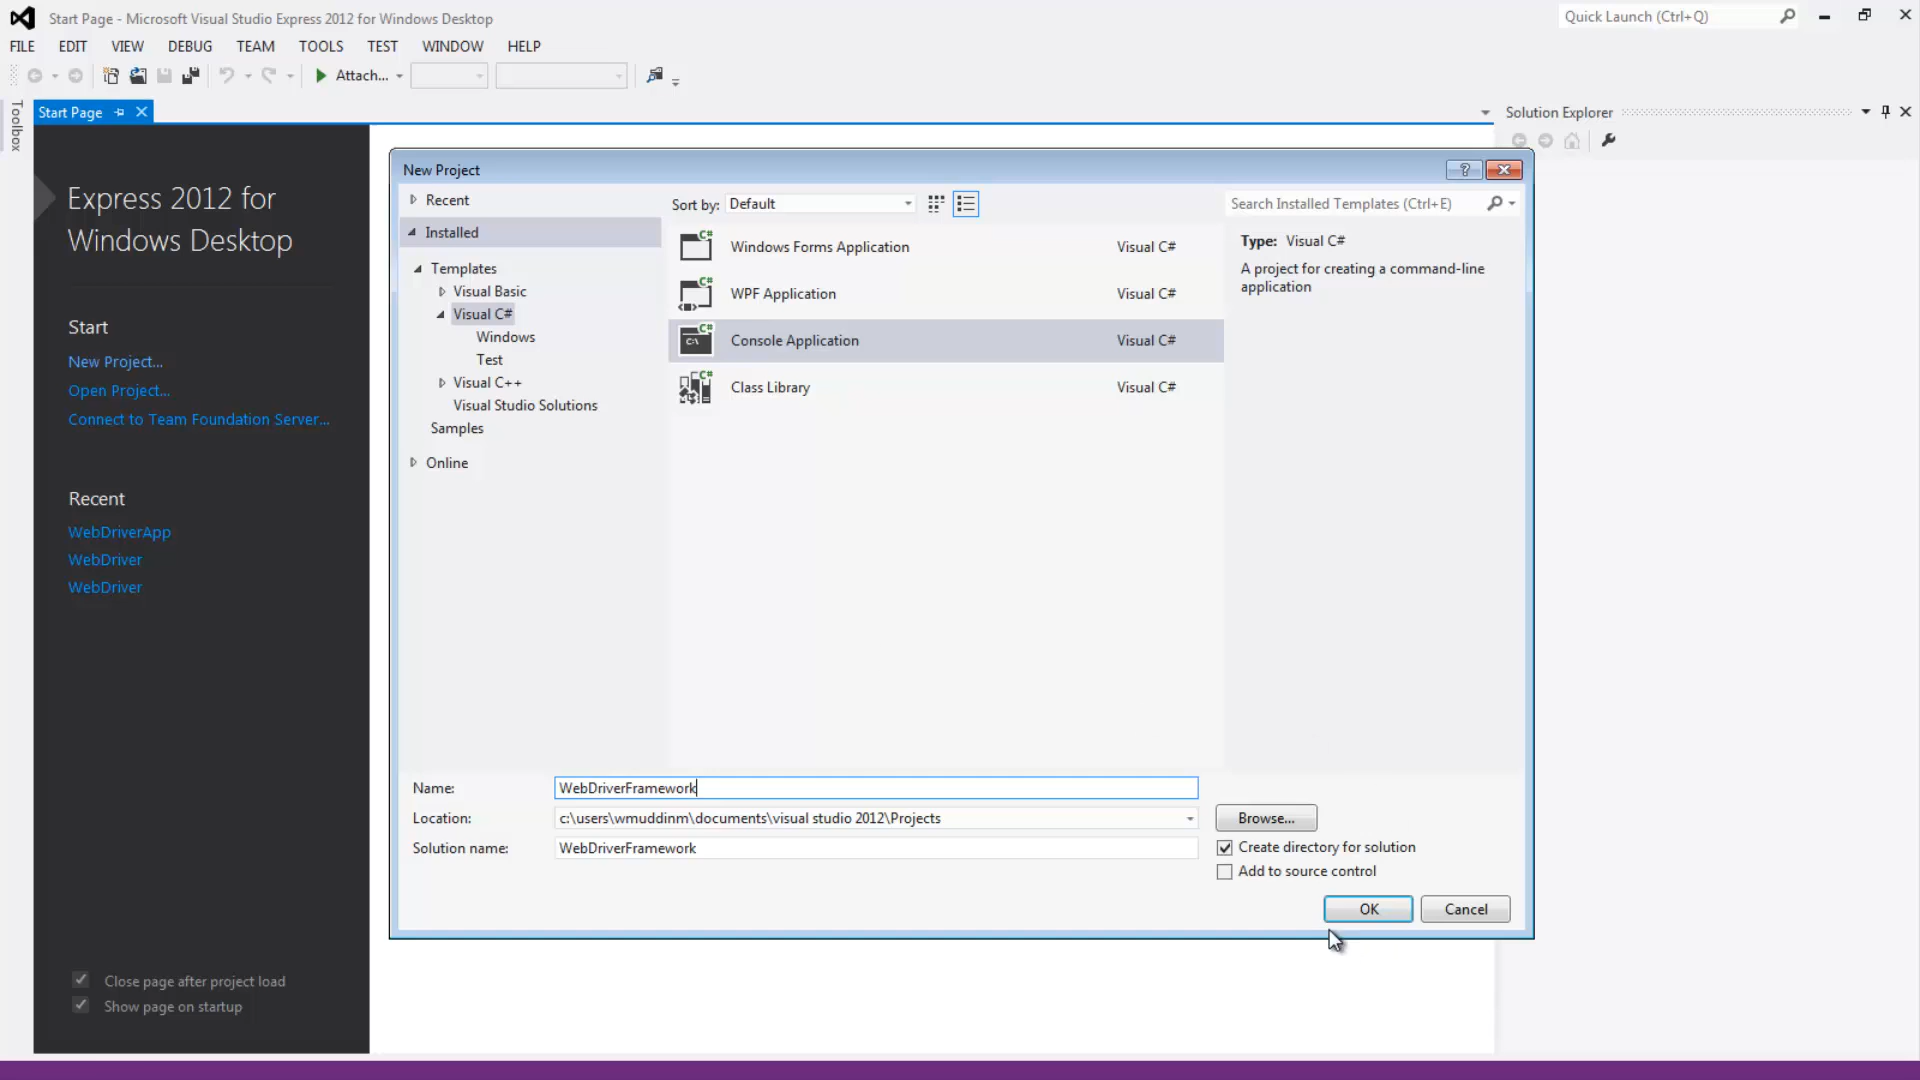 Start Page - Microsoft Visual Studio Express 2012 for Windows Desktop
Quick Launch (Ctrl+Q)
FILE EDIT VIEW DEBUG TEAM TOOLS TEST WINDOW HELP
Attach...
Toolbox
Start Page
Solution Explorer
Express 2012 for
Windows Desktop
Start
New Project...
Open Project...
Connect to Team Foundation Server...
Recent
WebDriverApp
WebDriver
WebDriver
Close page after project load
Show page on startup
New Project
?
Recent
Installed
Templates
Visual Basic
Visual C#
Windows
Test
Visual C++
Visual Studio Solutions
Samples
Online
Sort by: Default
Search Installed Templates (Ctrl+E)
C# Windows Forms Application Visual C#
C# WPF Application Visual C#
C# C:\ Console Application Visual C#
C# Class Library Visual C#
Type: Visual C#
A project for creating a command-line
application
Name: WebDriverFramework
Location: c:\users\wmuddinm\documents\visual studio 2012\Projects
Browse...
Solution name: WebDriverFramework
Create directory for solution
Add to source control
OK Cancel